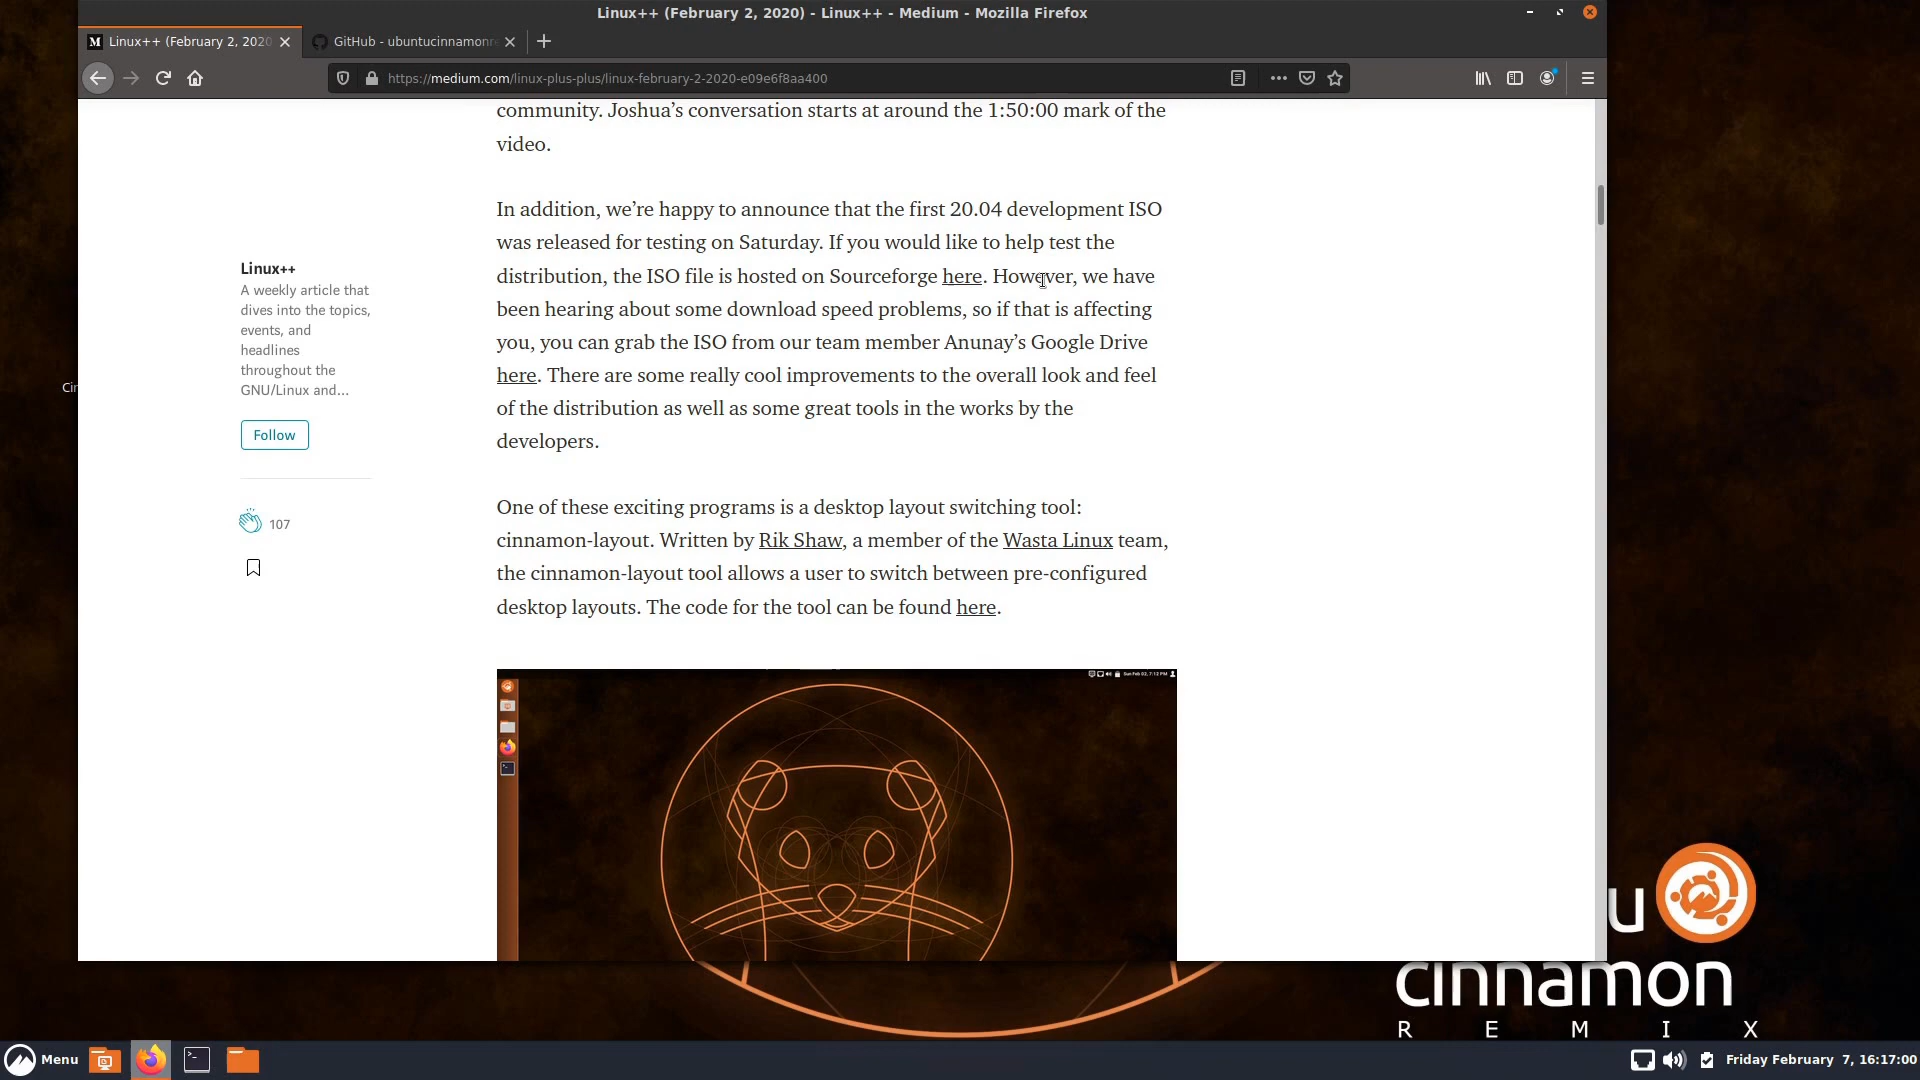 Linux++ (February 2, 2020) - Linux++ - Medium - Mozilla Firefox
M Linux++ (February 2, 2020
GitHub - ubuntucinnamonre
https://medium.com/linux-plus-plus/linux-february-2-2020-e09e6f8aa400
community. Joshua’s conversation starts at around the 1:50:00 mark of the
video.
In addition, we’re happy to announce that the first 20.04 development ISO
was released for testing on Saturday. If you would like to help test the
distribution, the ISO file is hosted on Sourceforge here. However, we have
been hearing about some download speed problems, so if that is affecting
you, you can grab the ISO from our team member Anunay’s Google Drive
here. There are some really cool improvements to the overall look and feel
of the distribution as well as some great tools in the works by the
developers.
One of these exciting programs is a desktop layout switching tool:
cinnamon-layout. Written by Rik Shaw, a member of the Wasta Linux team,
the cinnamon-layout tool allows a user to switch between pre-configured
desktop layouts. The code for the tool can be found here.
Linux++
A weekly article that
dives into the topics,
events, and
headlines
throughout the
GNU/Linux and...
Follow
107
Sun Feb 02, 7:12 PM
Cin
u
cinnamon
REMIX
Menu
Friday February 7, 16:17:00